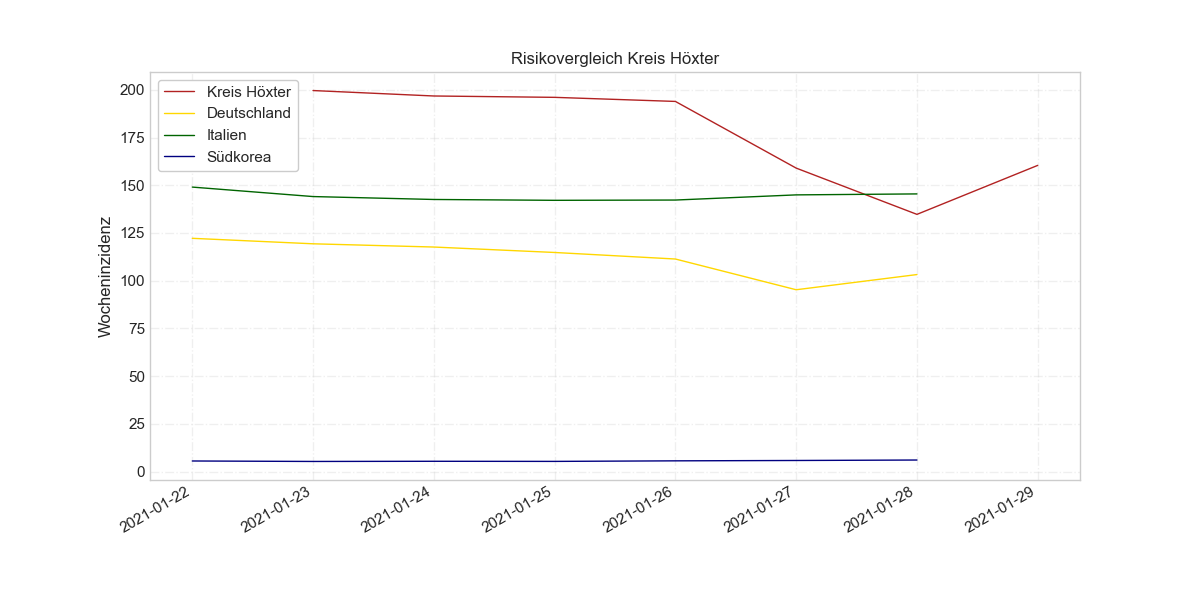 Risikovergleich Kreis Höxter
Kreis Höxter
Deutschland
Italien
Südkorea
Wocheninzidenz
200
175
150
125
100
75
50
25
0
2021-01-22
2021-01-23
2021-01-24
2021-01-25
2021-01-26
2021-01-27
2021-01-28
2021-01-29